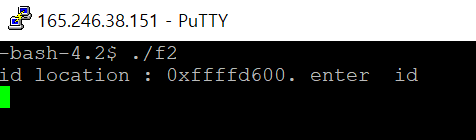 165.246.38.151 - PuTTY
-bash-4.2$ ./f2
id location : 0xffffd600. enter  id